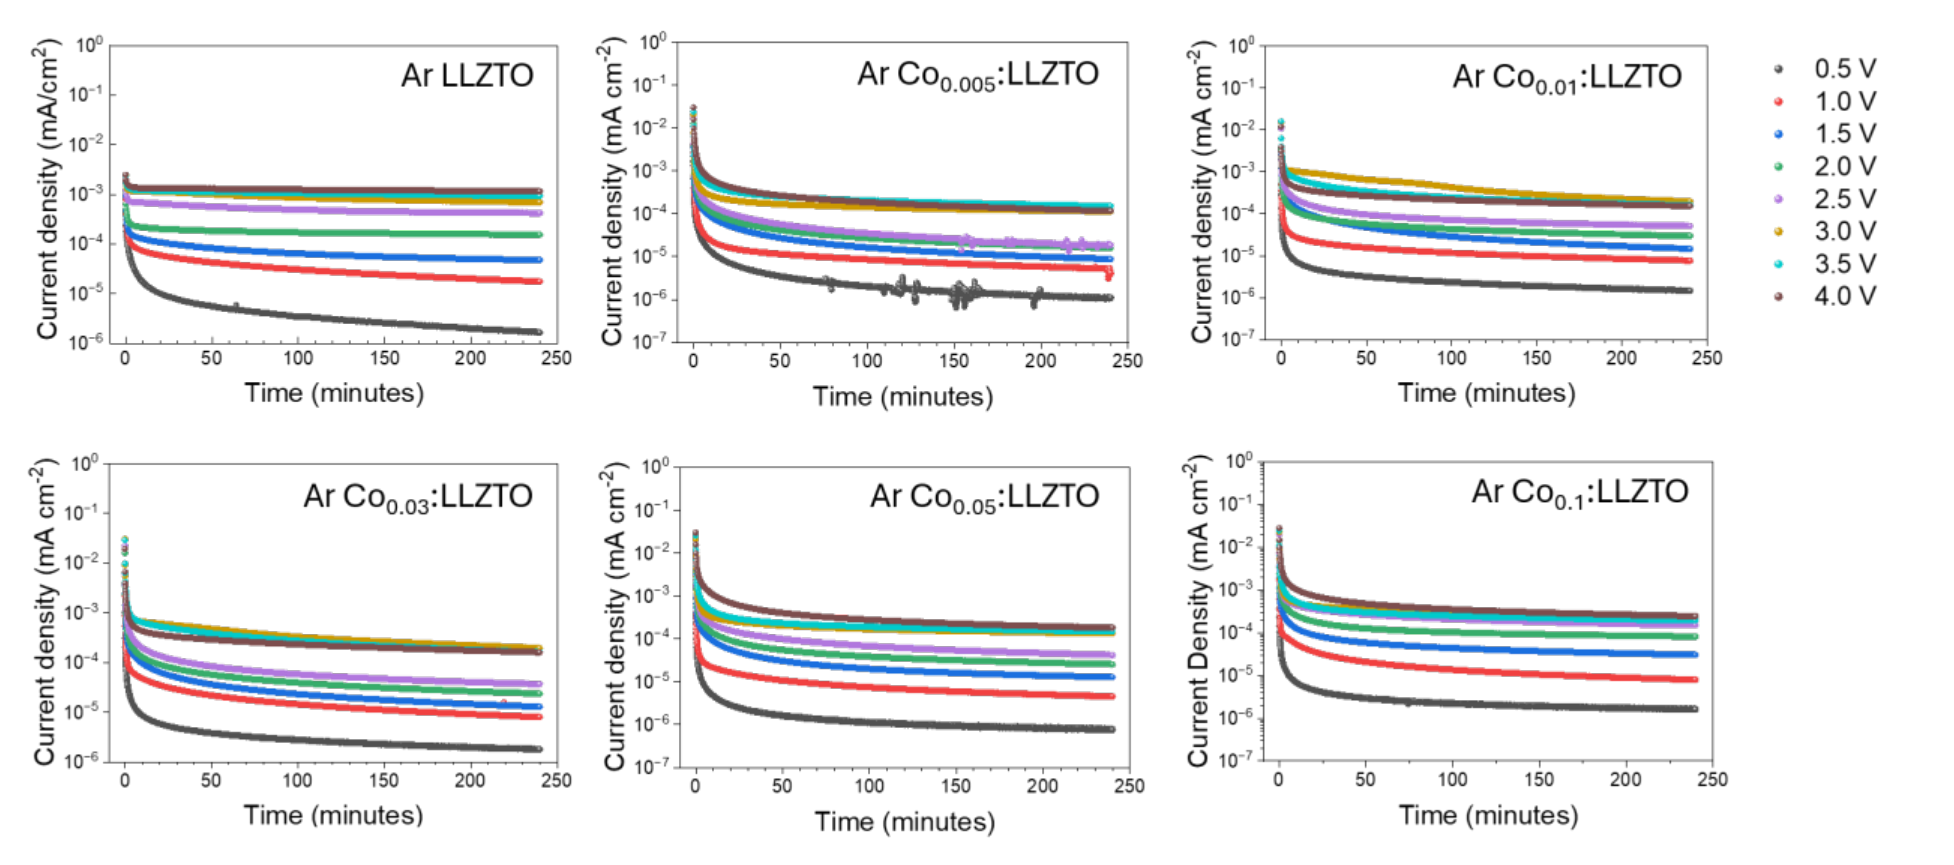 Ar LLZTO
Current density (mA/cm²)
10⁰
10⁻¹
10⁻²
10⁻³
10⁻⁴
10⁻⁵
10⁻⁶
0 50 100 150 200 250
Time (minutes)
Ar Co₀.₀₀₅:LLZTO
Current density (mA cm⁻²)
10⁰
10⁻¹
10⁻²
10⁻³
10⁻⁴
10⁻⁵
10⁻⁶
10⁻⁷
0 50 100 150 200 250
Time (minutes)
Ar Co₀.₀₁:LLZTO
Current density (mA cm⁻²)
10⁰
10⁻¹
10⁻²
10⁻³
10⁻⁴
10⁻⁵
10⁻⁶
10⁻⁷
0 50 100 150 200 250
Time (minutes)
0.5 V
1.0 V
1.5 V
2.0 V
2.5 V
3.0 V
3.5 V
4.0 V
Ar Co₀.₀₃:LLZTO
Current density (mA cm⁻²)
10⁰
10⁻¹
10⁻²
10⁻³
10⁻⁴
10⁻⁵
10⁻⁶
0 50 100 150 200 250
Time (minutes)
Ar Co₀.₀₅:LLZTO
Current density (mA cm⁻²)
10⁰
10⁻¹
10⁻²
10⁻³
10⁻⁴
10⁻⁵
10⁻⁶
10⁻⁷
0 50 100 150 200 250
Time (minutes)
Ar Co₀.₁:LLZTO
Current Density (mA cm⁻²)
10⁰
10⁻¹
10⁻²
10⁻³
10⁻⁴
10⁻⁵
10⁻⁶
10⁻⁷
0 50 100 150 200 250
Time (minutes)